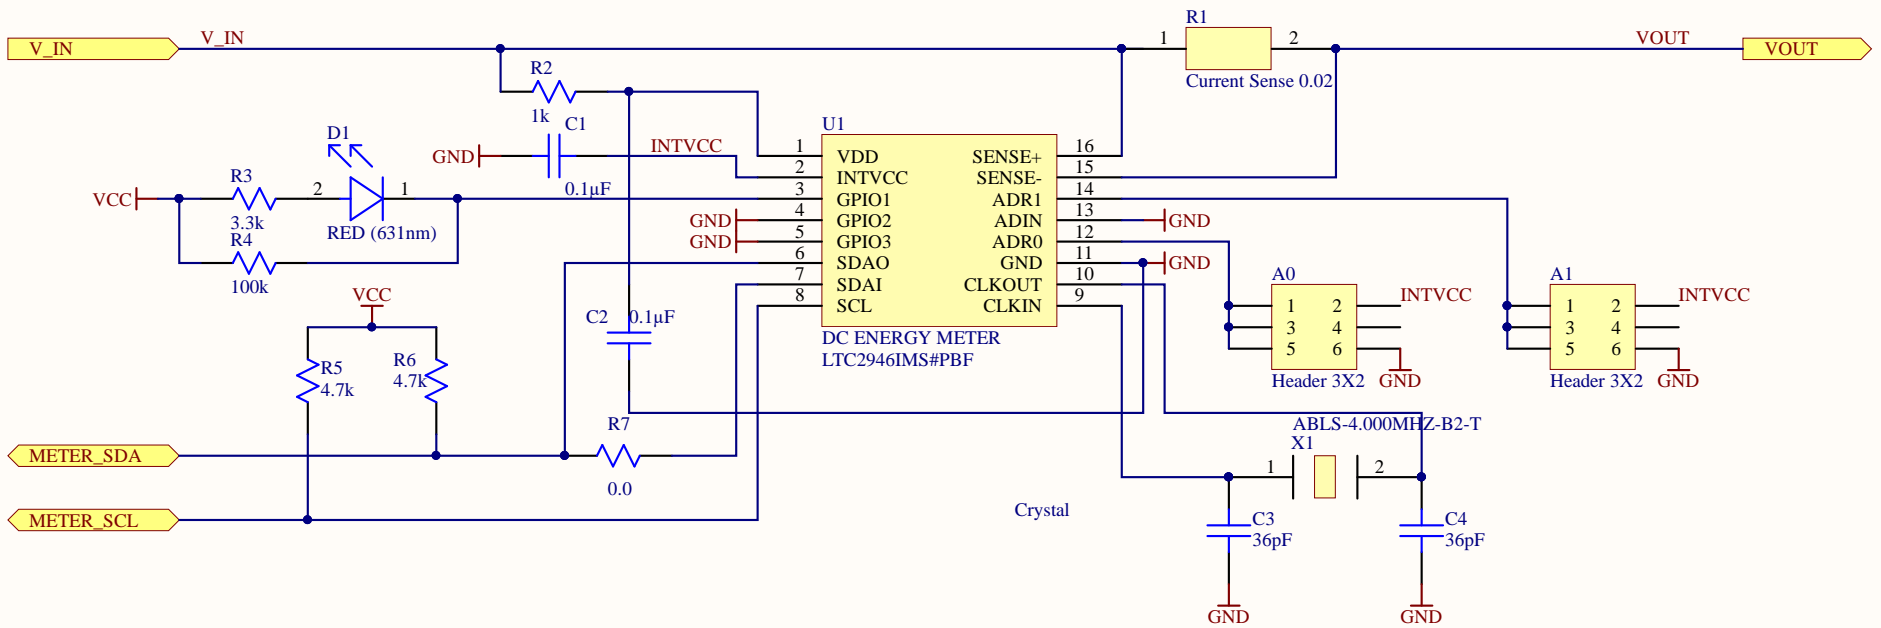 R1
V_IN
V_IN
1
2
VOUT
VOUT
R2
Current Sense 0.02
1k
C1
D1
U1
GND
INTVCC
1
VDD
SENSE+
16
2
INTVCC
SENSE-
15
R3
2
1
0.1µF
3
GPIO1
ADR1
14
VCC
3.3k
RED (631nm)
GND
4
GPIO2
ADIN
13
GND
R4
GND
5
GPIO3
ADR0
12
6
SDAO
GND
11
GND
100k
7
SDAI
CLKOUT
10
A0
A1
VCC
8
SCL
CLKIN
9
INTVCC
INTVCC
1 2
1 2
C2
0.1µF
3 4
3 4
DC ENERGY METER
5 6
5 6
LTC2946IMS#PBF
R5
4.7k
R6
4.7k
Header 3X2
GND
Header 3X2
GND
R7
ABLS-4.000MHZ-B2-T
X1
METER_SDA
1
2
0.0
Crystal
METER_SCL
C3
36pF
C4
36pF
GND
GND